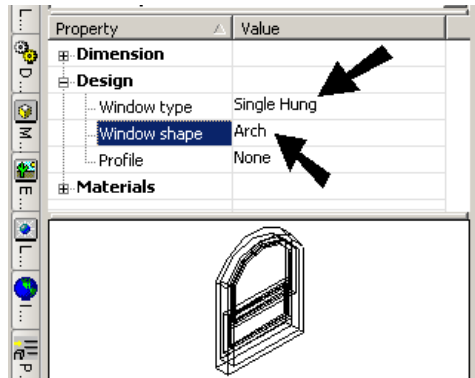 Property Value
Dimension
Design
Window type Single Hung
Window shape Arch
Profile None
Materials
L...
D...
M...
E...
L...
I...
P...